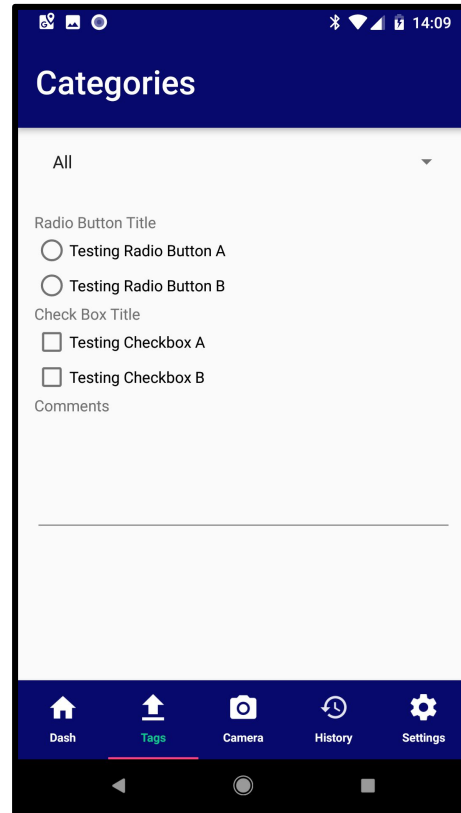 14:09
Categories
All
Radio Button Title
Testing Radio Button A
Testing Radio Button B
Check Box Title
Testing Checkbox A
Testing Checkbox B
Comments
Dash Tags Camera History Settings